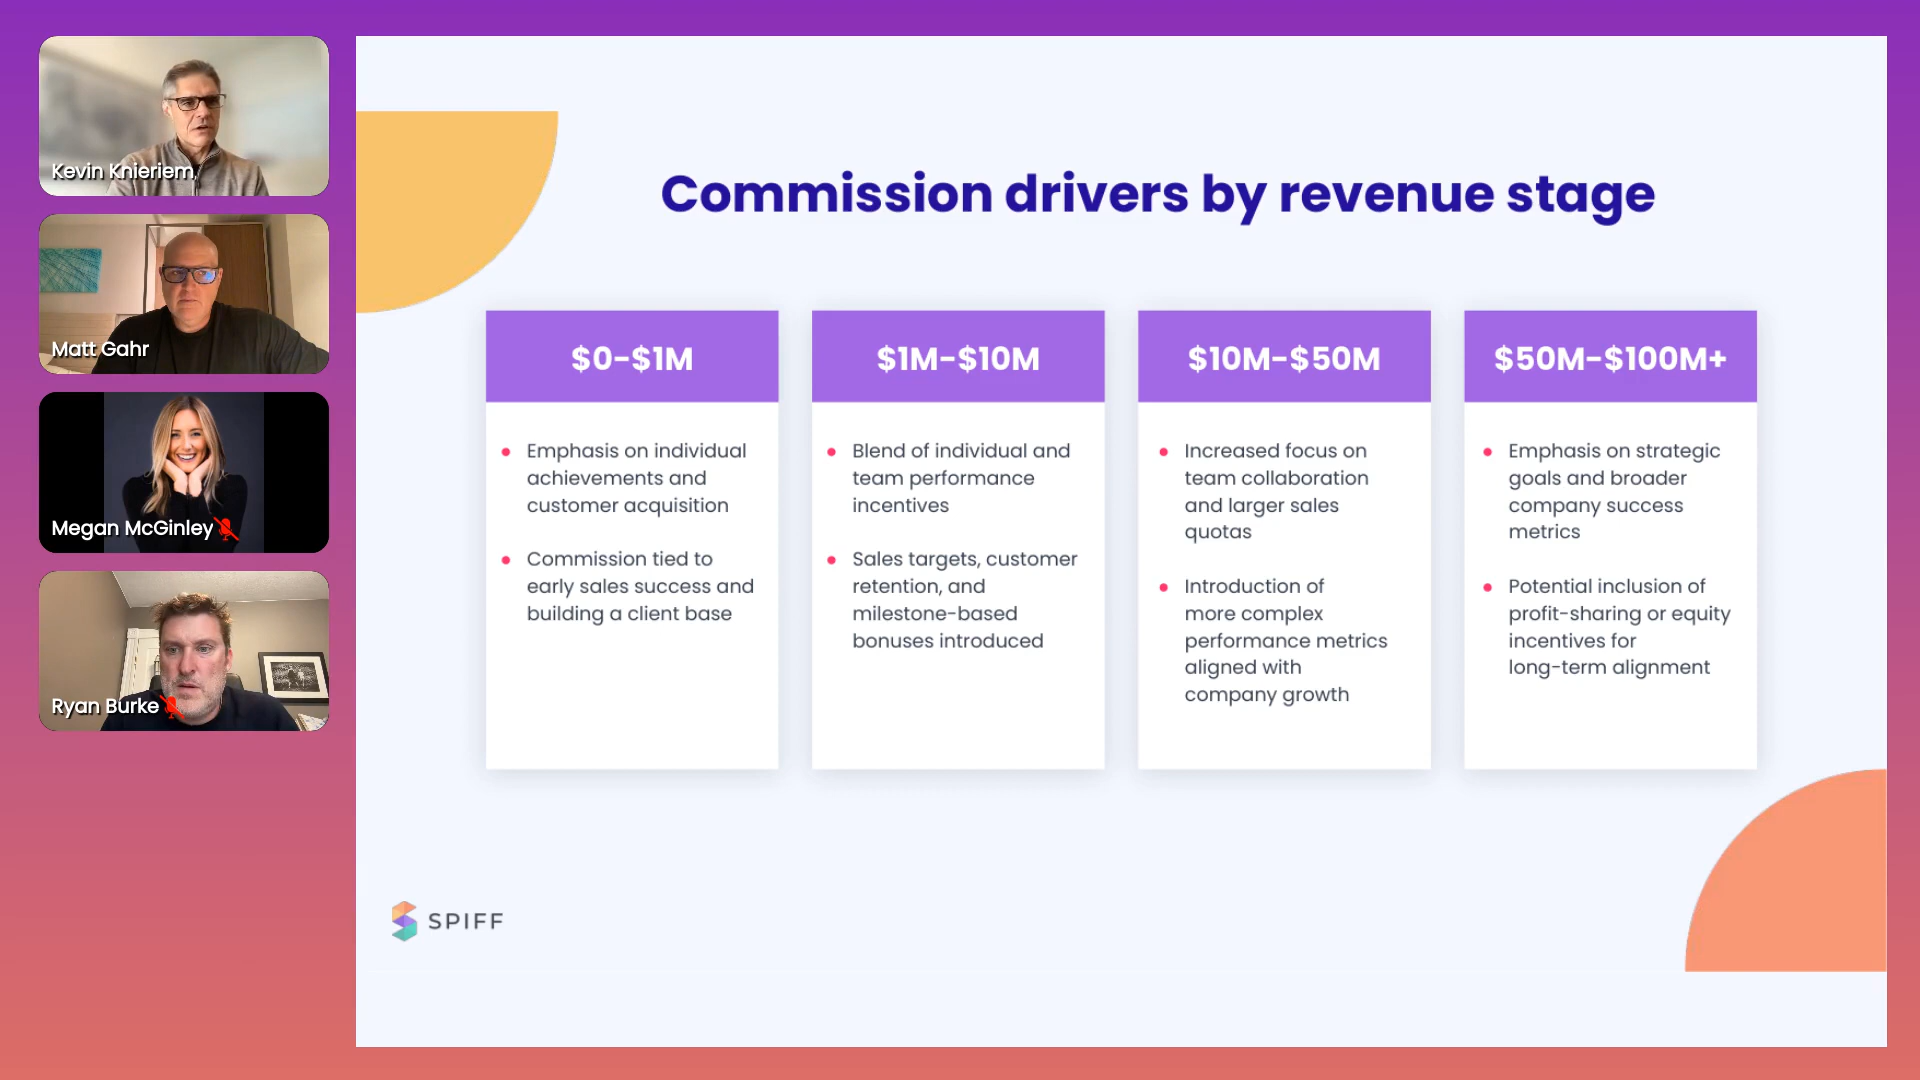 Kevin Knieriem
Matt Gahr
Megan McGinley
Ryan Burke
Commission drivers by revenue stage
$0-$1M
Emphasis on individual
achievements and
customer acquisition
Commission tied to
early sales success and
building a client base
$1M-$10M
Blend of individual and
team performance
incentives
Sales targets, customer
retention, and
milestone-based
bonuses introduced
$10M-$50M
Increased focus on
team collaboration
and larger sales
quotas
Introduction of
more complex
performance metrics
aligned with
company growth
$50M-$100M+
Emphasis on strategic
goals and broader
company success
metrics
Potential inclusion of
profit-sharing or equity
incentives for
long-term alignment
SPIFF